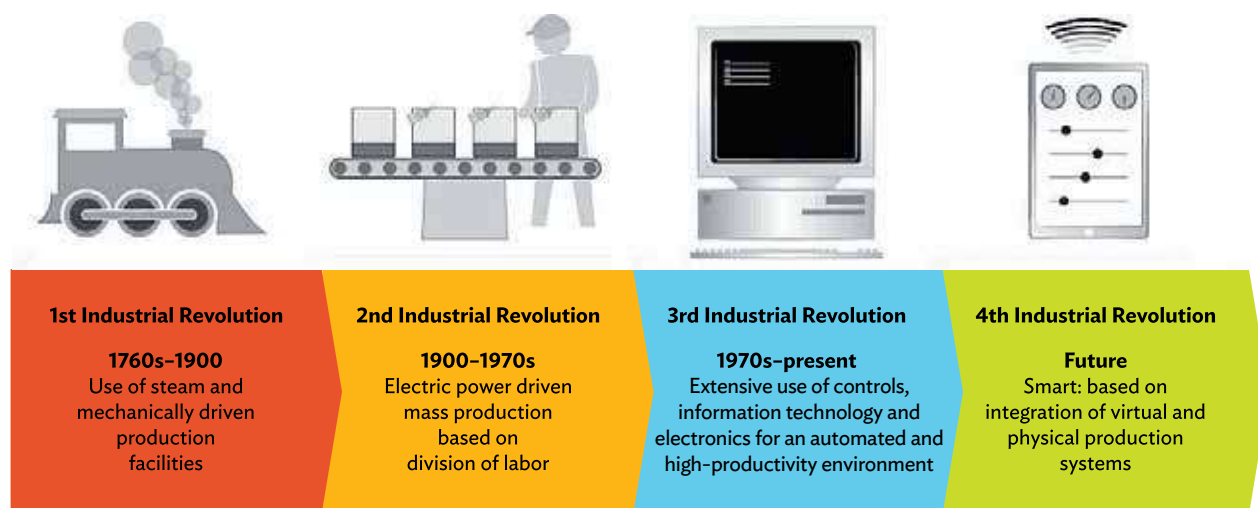 1st Industrial Revolution
1760s–1900
Use of steam and
mechanically driven
production
facilities
2nd Industrial Revolution
1900–1970s
Electric power driven
mass production
based on
division of labor
3rd Industrial Revolution
1970s–present
Extensive use of controls,
information technology and
electronics for an automated and
high-productivity environment
4th Industrial Revolution
Future
Smart: based on
integration of virtual and
physical production
systems